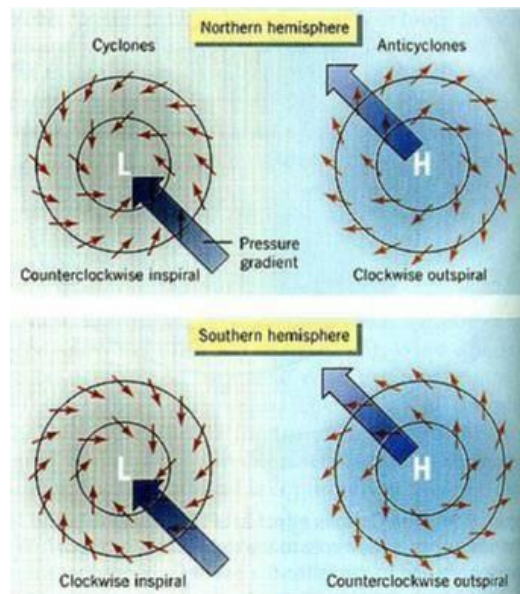 Northern hemisphere
Cyclones
Anticyclones
L
H
Pressure
gradient
Counterclockwise inspiral
Clockwise outspiral
Southern hemisphere
L
H
Clockwise inspiral
Counterclockwise outspiral